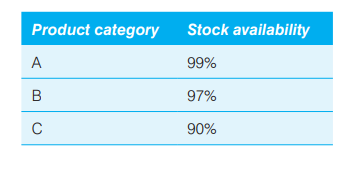 Product category Stock availability
A 99%
B 97%
C 90%